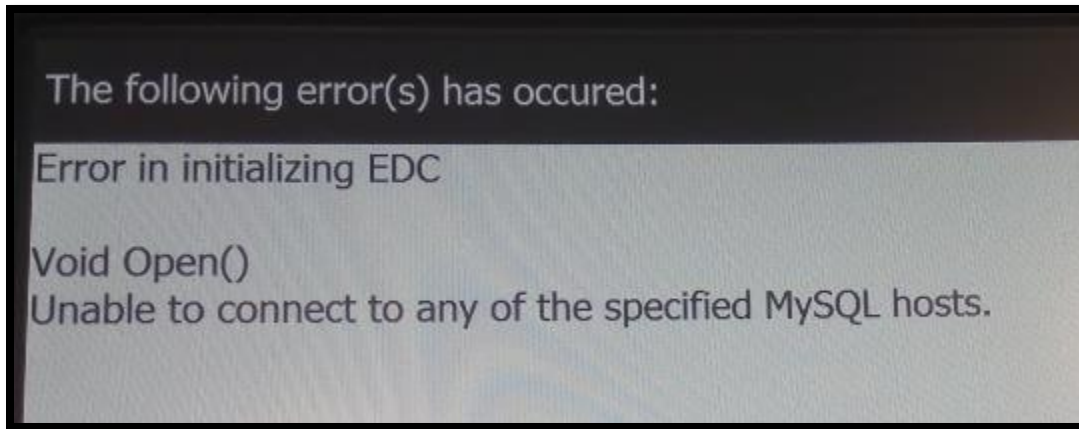 The following error(s) has occured:
Error in initializing EDC
Void Open()
Unable to connect to any of the specified MySQL hosts.